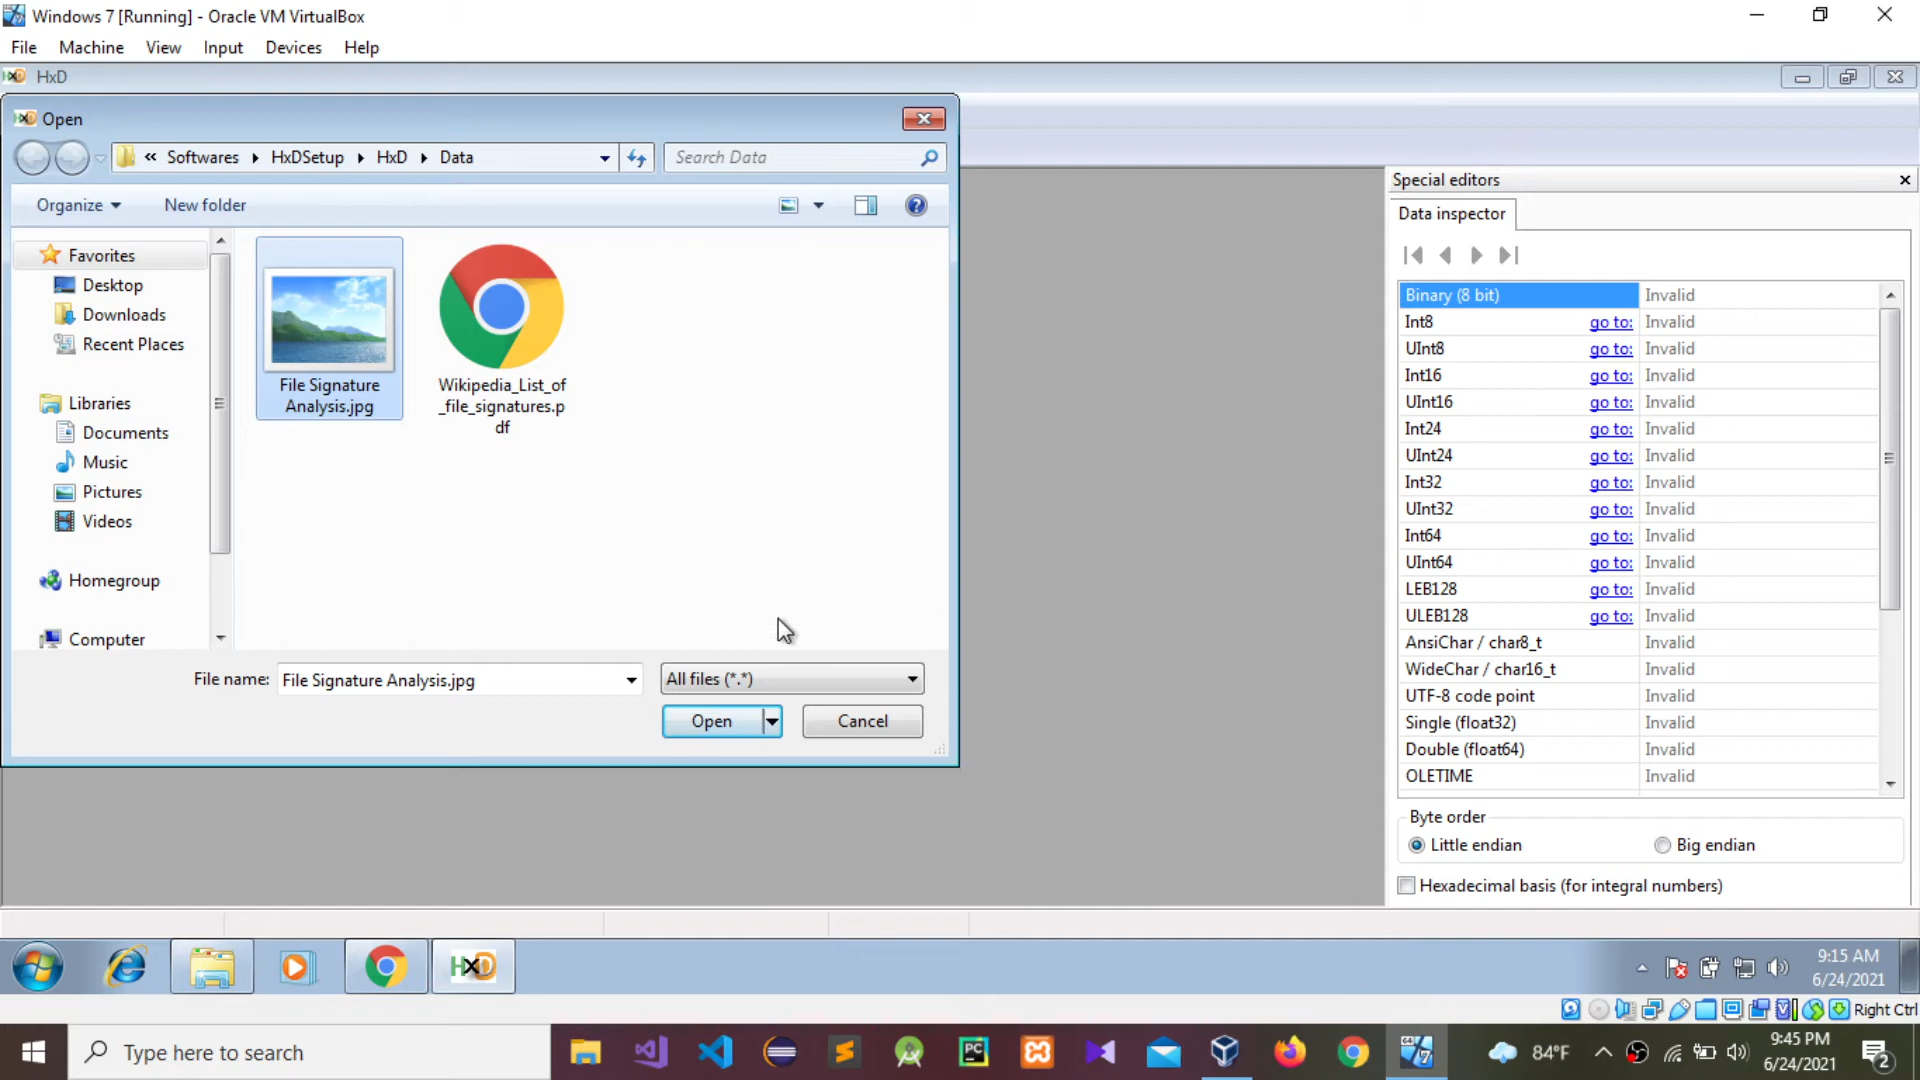 Windows 7 [Running] - Oracle VM VirtualBox
File Machine View Input Devices Help
HxD
Open
« Softwares HxDSetup HxD Data
Search Data
Organize New folder
Favorites
Desktop
Downloads
Recent Places
Libraries
Documents
Music
Pictures
Videos
Homegroup
Computer
File Signature
Analysis.jpg
Wikipedia_List_of
_file_signatures.p
df
File name: File Signature Analysis.jpg
All files (*.*)
Open Cancel
Special editors
Data inspector
Binary (8 bit) Invalid
Int8 go to: Invalid
UInt8 go to: Invalid
Int16 go to: Invalid
UInt16 go to: Invalid
Int24 go to: Invalid
UInt24 go to: Invalid
Int32 go to: Invalid
UInt32 go to: Invalid
Int64 go to: Invalid
UInt64 go to: Invalid
LEB128 go to: Invalid
ULEB128 go to: Invalid
AnsiChar / char8_t Invalid
WideChar / char16_t Invalid
UTF-8 code point Invalid
Single (float32) Invalid
Double (float64) Invalid
OLETIME Invalid
Byte order
Little endian Big endian
Hexadecimal basis (for integral numbers)
HxD
9:15 AM
6/24/2021
Right Ctrl
Type here to search
PC
84°F
9:45 PM
6/24/2021
2